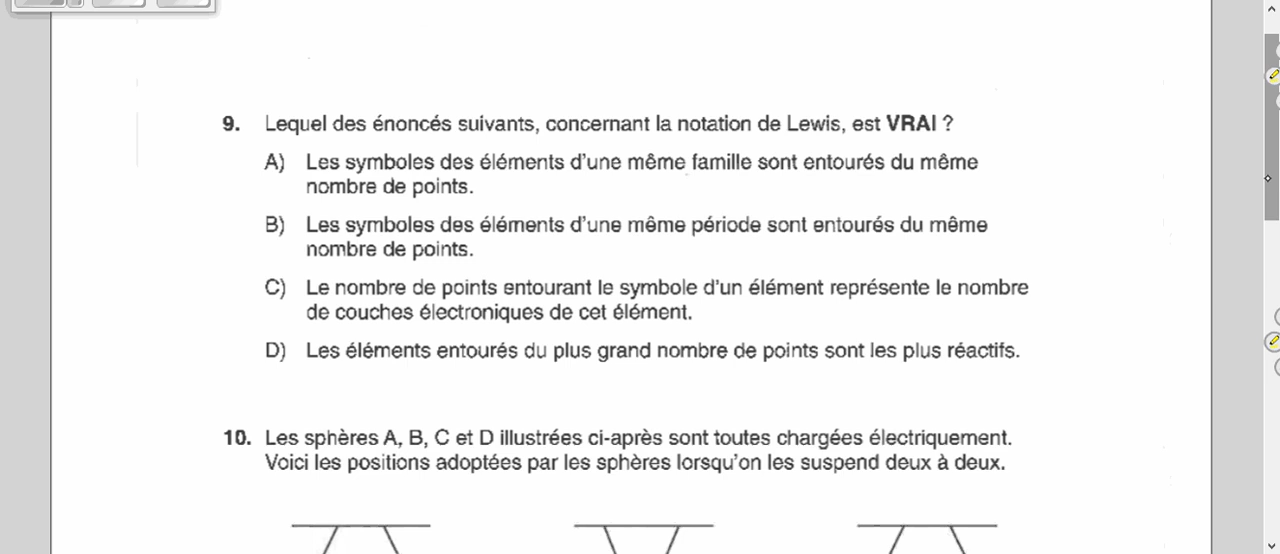 9. Lequel des énoncés suivants, concernant la notation de Lewis, est VRAI ?
A) Les symboles des éléments d'une même famille sont entourés du même
nombre de points.
B) Les symboles des éléments d'une même période sont entourés du même
nombre de points.
C) Le nombre de points entourant le symbole d'un élément représente le nombre
de couches électroniques de cet élément.
D) Les éléments entourés du plus grand nombre de points sont les plus réactifs.
10. Les sphères A, B, C et D illustrées ci-après sont toutes chargées électriquement.
Voici les positions adoptées par les sphères lorsqu'on les suspend deux à deux.